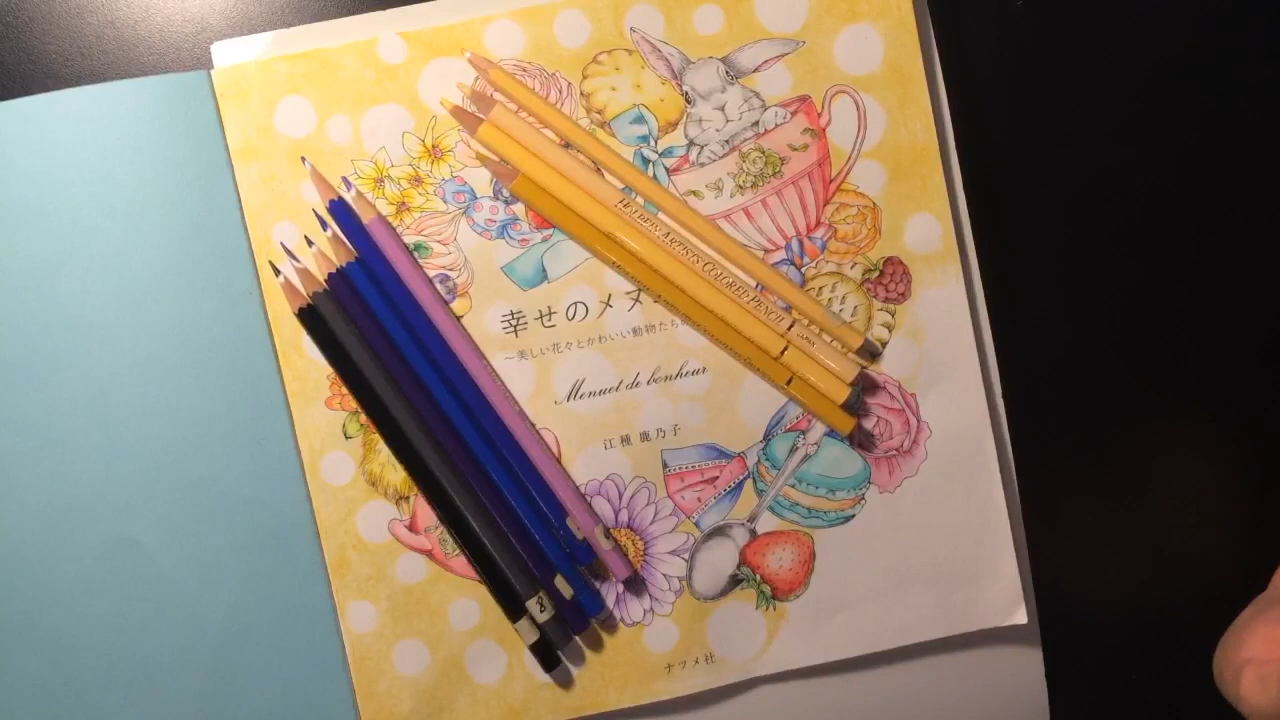 幸せのメヌ
～美しい花々とかわいい動物たち
Menuet de bonheur
江種 鹿乃子
ナツメ社
HOLBEIN ARTISTS' COLORED PENCIL
JAPAN
8